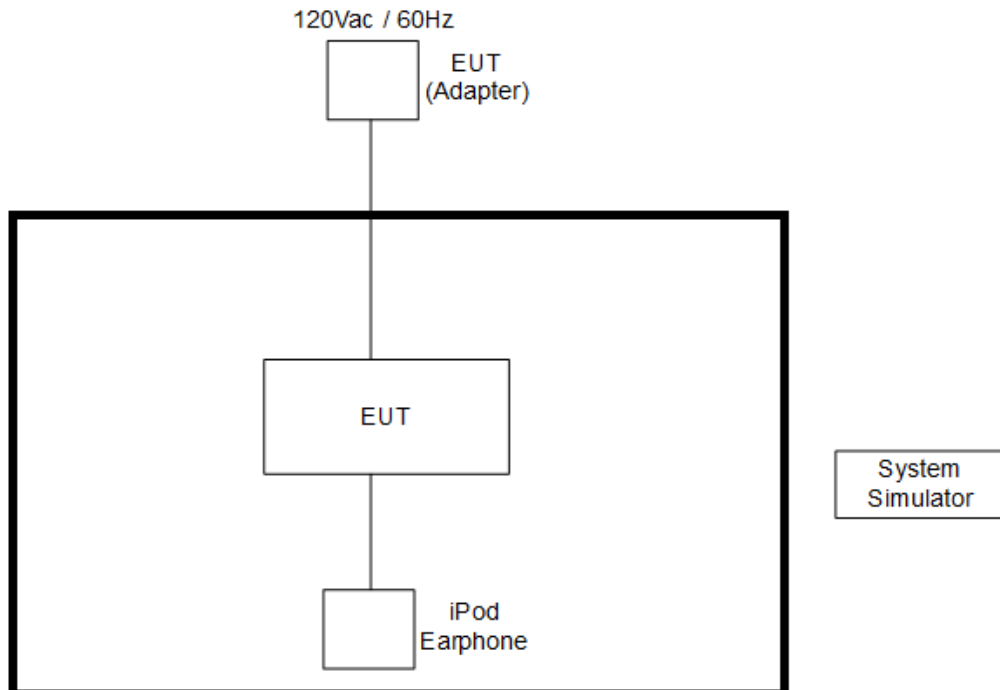 120Vac / 60Hz
EUT
(Adapter)
EUT
System
Simulator
iPod
Earphone